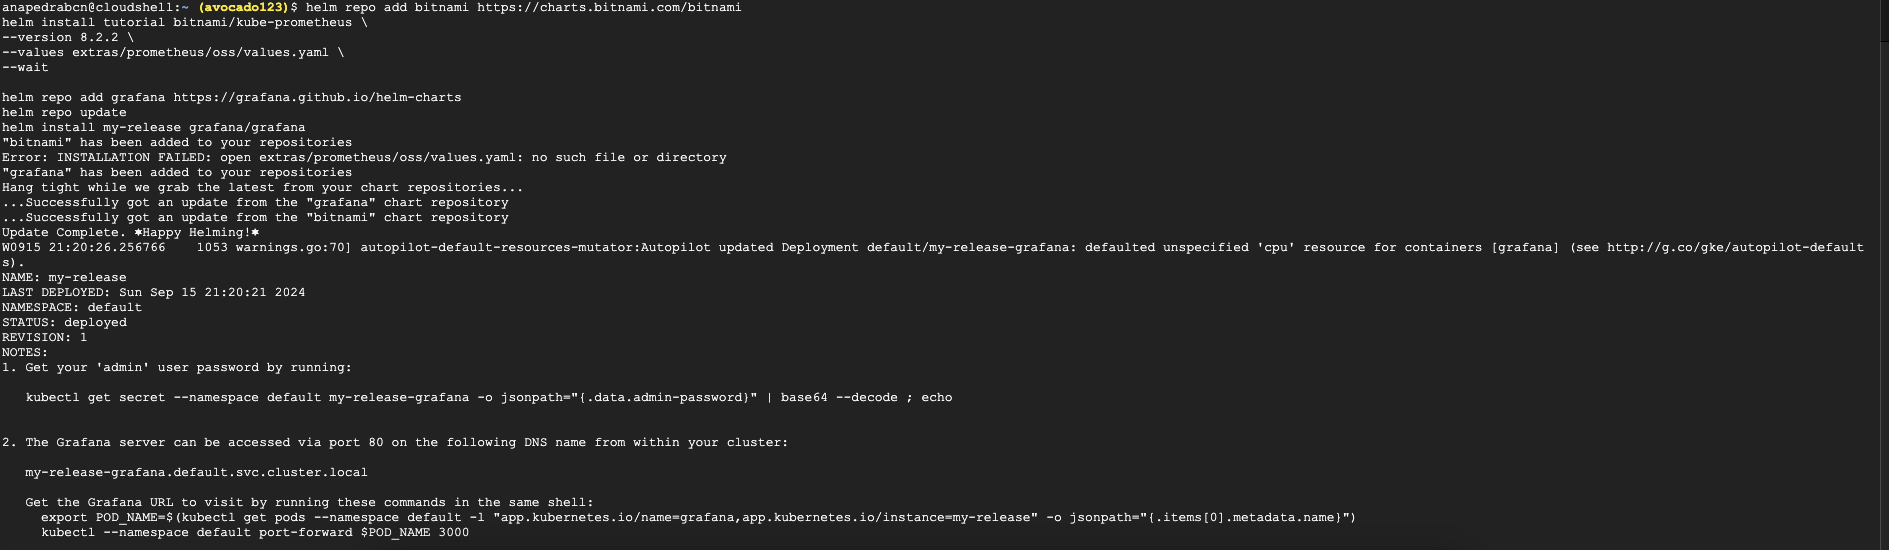 anapedrabcn@cloudshell:~ (avocado123)$ helm repo add bitnami https://charts.bitnami.com/bitnami
helm install tutorial bitnami/kube-prometheus \
--version 8.2.2 \
--values extras/prometheus/oss/values.yaml \
--wait
helm repo add grafana https://grafana.github.io/helm-charts
helm repo update
helm install my-release grafana/grafana
"bitnami" has been added to your repositories
Error: INSTALLATION FAILED: open extras/prometheus/oss/values.yaml: no such file or directory
"grafana" has been added to your repositories
Hang tight while we grab the latest from your chart repositories...
...Successfully got an update from the "grafana" chart repository
...Successfully got an update from the "bitnami" chart repository
Update Complete. ⎈Happy Helming!⎈
W0915 21:20:26.256766    1053 warnings.go:70] autopilot-default-resources-mutator:Autopilot updated Deployment default/my-release-grafana: defaulted unspecified 'cpu' resource for containers [grafana] (see http://g.co/gke/autopilot-default
s).
NAME: my-release
LAST DEPLOYED: Sun Sep 15 21:20:21 2024
NAMESPACE: default
STATUS: deployed
REVISION: 1
NOTES:
1. Get your 'admin' user password by running:
kubectl get secret --namespace default my-release-grafana -o jsonpath="{.data.admin-password}" | base64 --decode ; echo
2. The Grafana server can be accessed via port 80 on the following DNS name from within your cluster:
my-release-grafana.default.svc.cluster.local
Get the Grafana URL to visit by running these commands in the same shell:
export POD_NAME=$(kubectl get pods --namespace default -l "app.kubernetes.io/name=grafana,app.kubernetes.io/instance=my-release" -o jsonpath="{.items[0].metadata.name}")
kubectl --namespace default port-forward $POD_NAME 3000